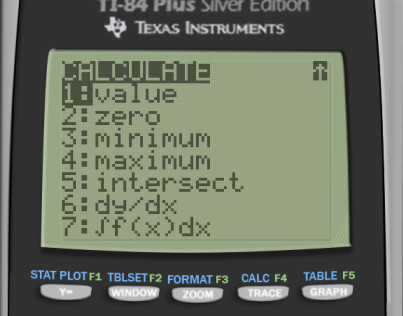 TI-84 Plus Silver Edition
TEXAS INSTRUMENTS
CALCULATE
1:value
2:zero
3:minimum
4:maximum
5:intersect
6:dy/dx
7:∫f(x)dx
STAT PLOT F1 TBLSET F2 FORMAT F3 CALC F4 TABLE F5
Y= WINDOW ZOOM TRACE GRAPH